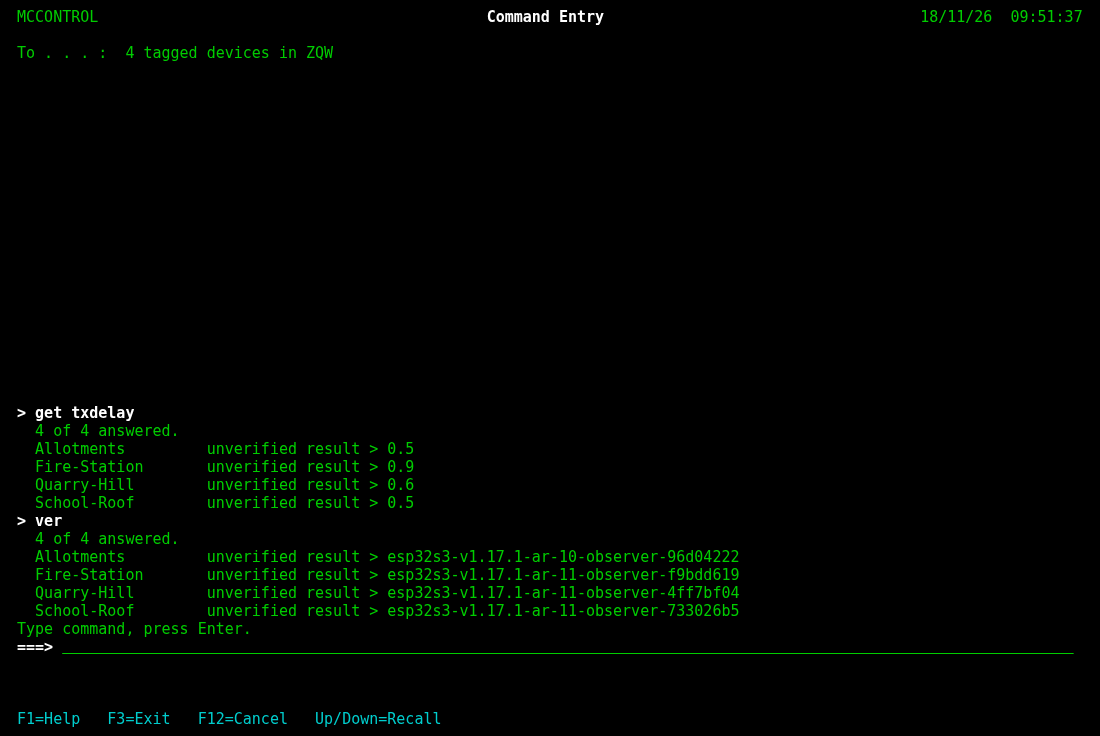 MCCONTROL Command Entry 18/11/26 09:51:37
To . . . : 4 tagged devices in ZQW
> get txdelay
4 of 4 answered.
Allotments unverified result > 0.5
Fire-Station unverified result > 0.9
Quarry-Hill unverified result > 0.6
School-Roof unverified result > 0.5
> ver
4 of 4 answered.
Allotments unverified result > esp32s3-v1.17.1-ar-10-observer-96d04222
Fire-Station unverified result > esp32s3-v1.17.1-ar-11-observer-f9bdd619
Quarry-Hill unverified result > esp32s3-v1.17.1-ar-11-observer-4ff7bf04
School-Roof unverified result > esp32s3-v1.17.1-ar-11-observer-733026b5
Type command, press Enter.
===> ________________________________________________________________________________________________________________
F1=Help F3=Exit F12=Cancel Up/Down=Recall